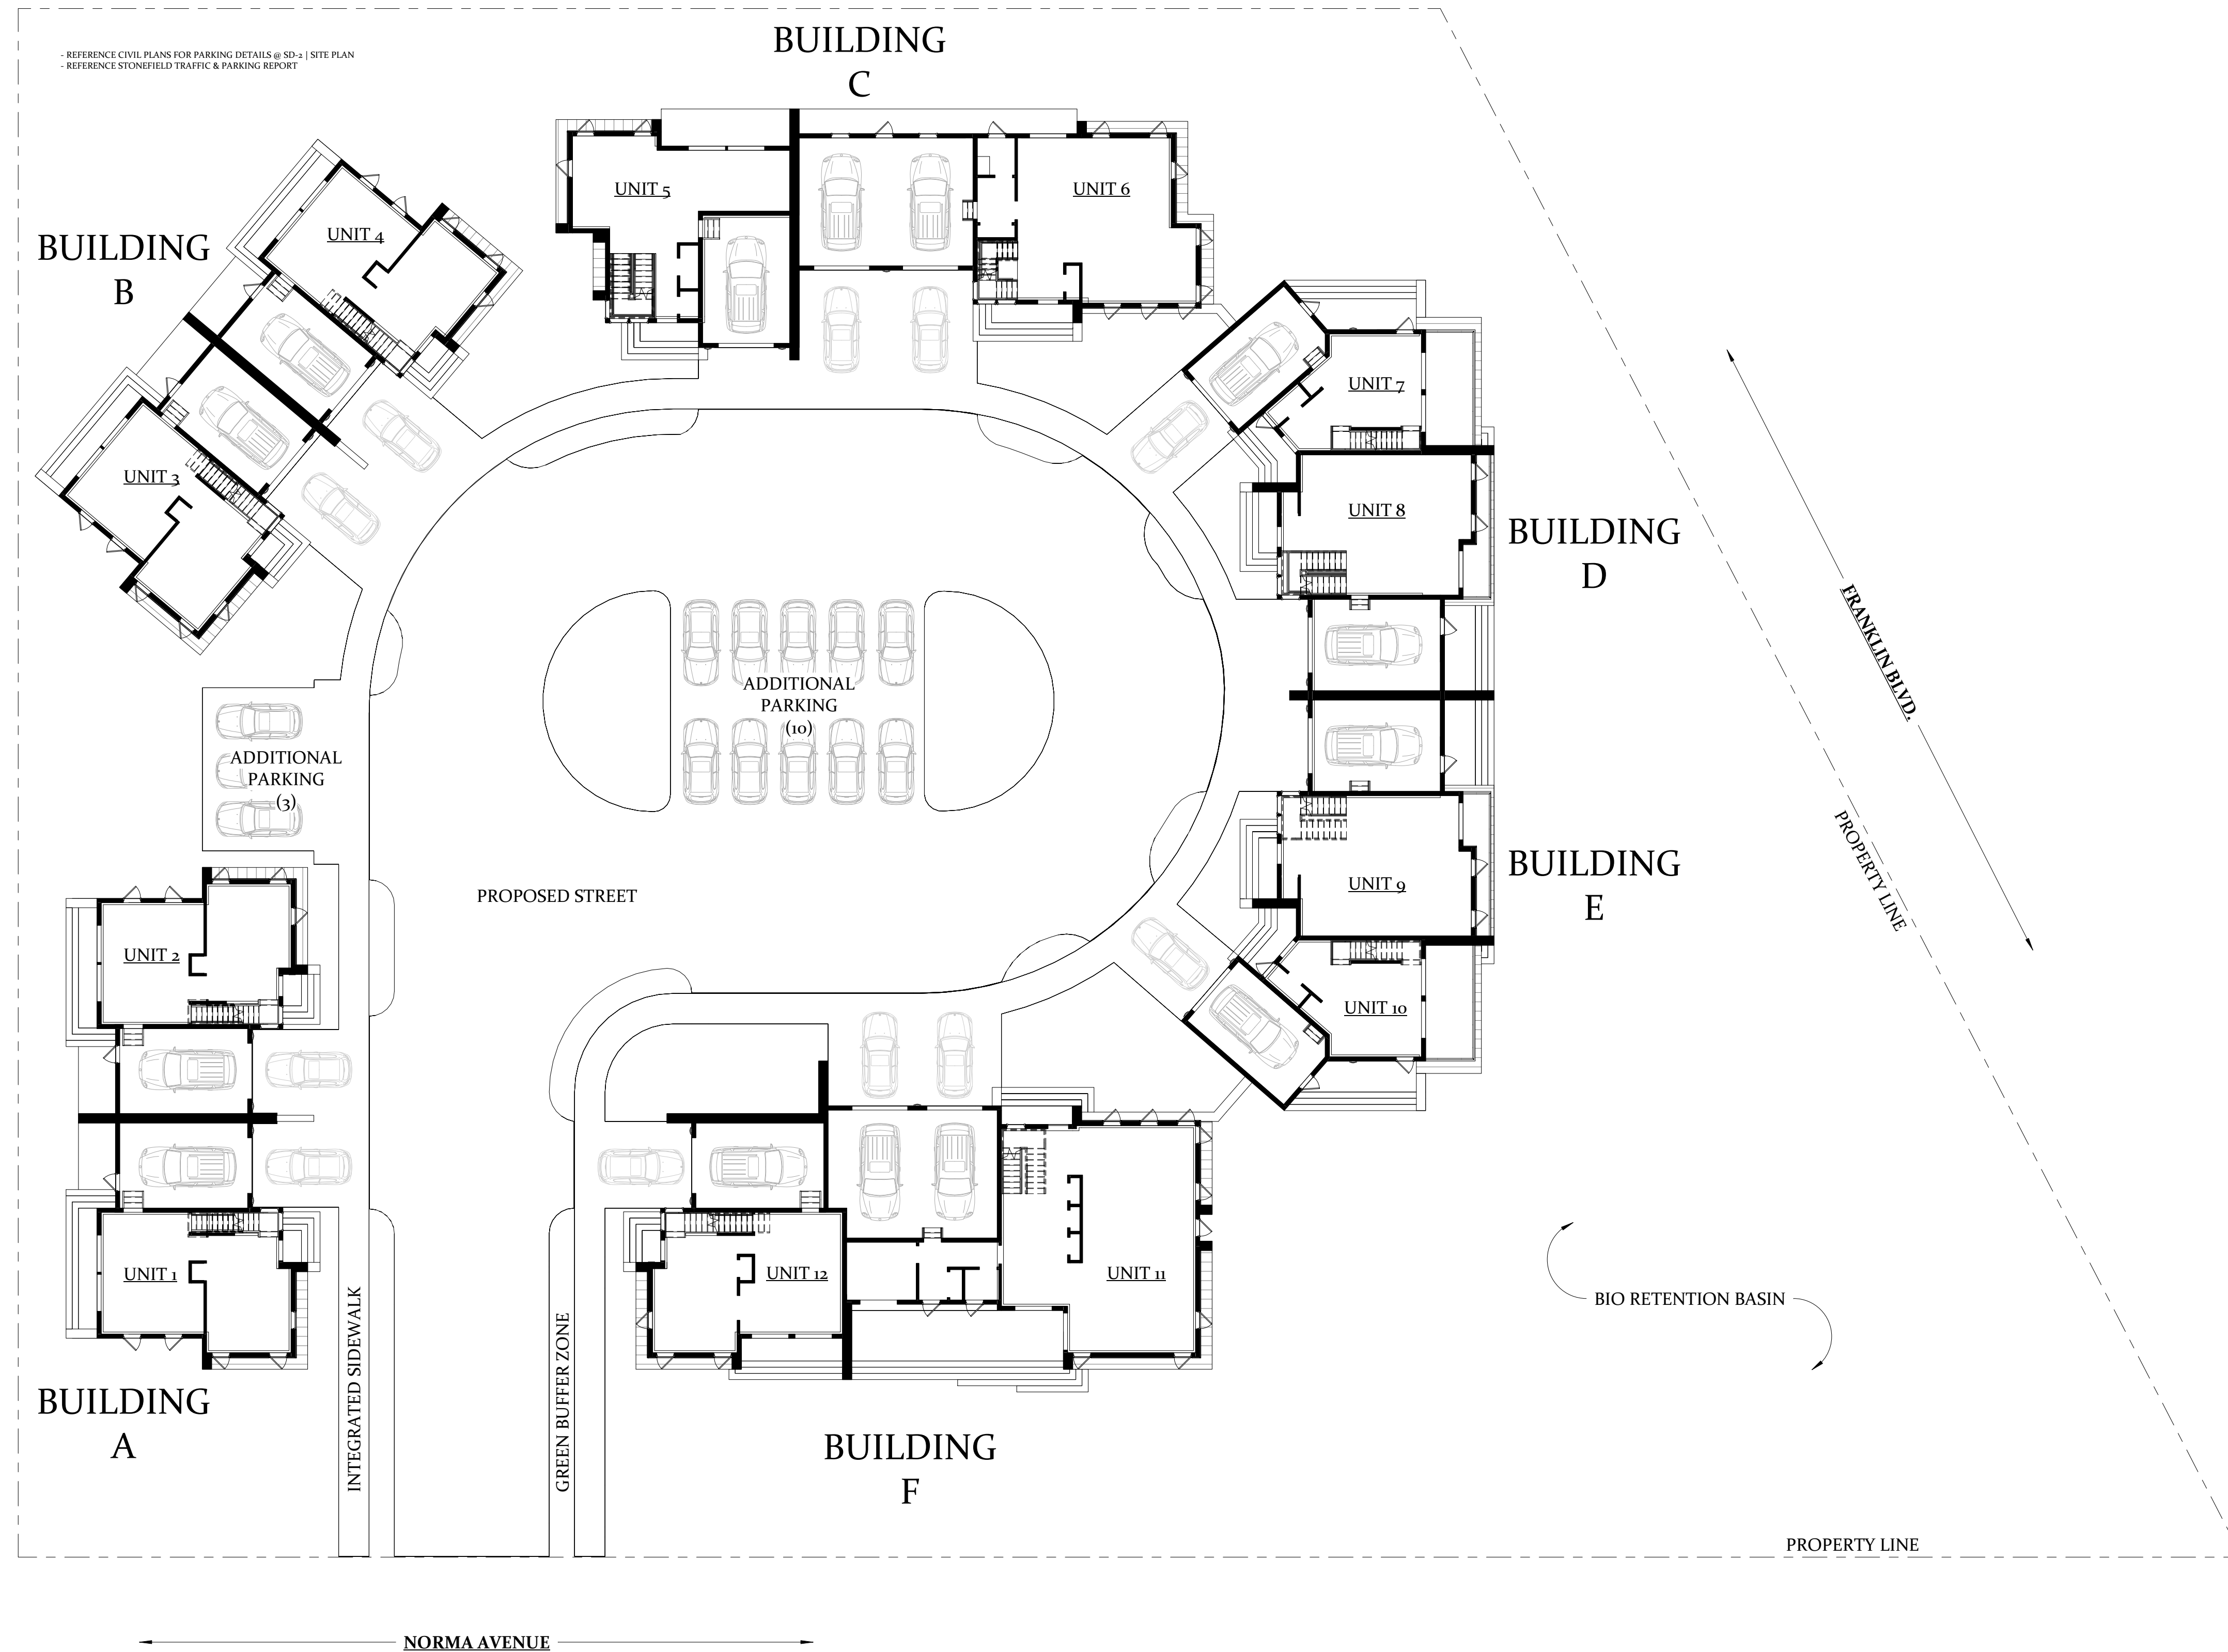 BUILDING
C
- REFERENCE CIVIL PLANS FOR PARKING DETAILS @ SD-2 | SITE PLAN
- REFERENCE STONEFIELD TRAFFIC & PARKING REPORT
UNIT 5
UNIT 6
UNIT 4
BUILDING
B
UNIT 7
UNIT 3
UNIT 8
BUILDING
D
FRANKLIN BLVD.
ADDITIONAL
PARKING
(10)
ADDITIONAL
PARKING
(3)
PROPERTY LINE
BUILDING
E
UNIT 9
PROPOSED STREET
UNIT 2
UNIT 10
UNIT 1
UNIT 12
UNIT 11
BIO RETENTION BASIN
INTEGRATED SIDEWALK
GREEN BUFFER ZONE
BUILDING
A
BUILDING
F
PROPERTY LINE
NORMA AVENUE